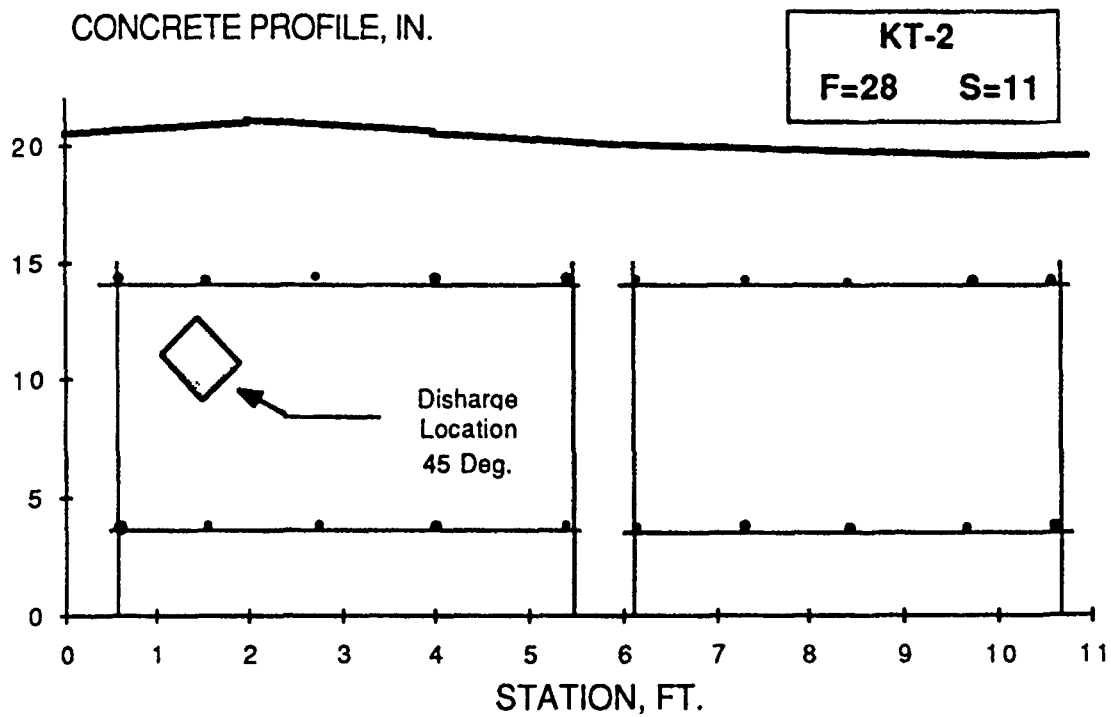 CONCRETE PROFILE, IN.
KT-2
F=28 S=11
20
15
10
5
0
Disharge
Location
45 Deg.
0 1 2 3 4 5 6 7 8 9 10 11
STATION, FT.